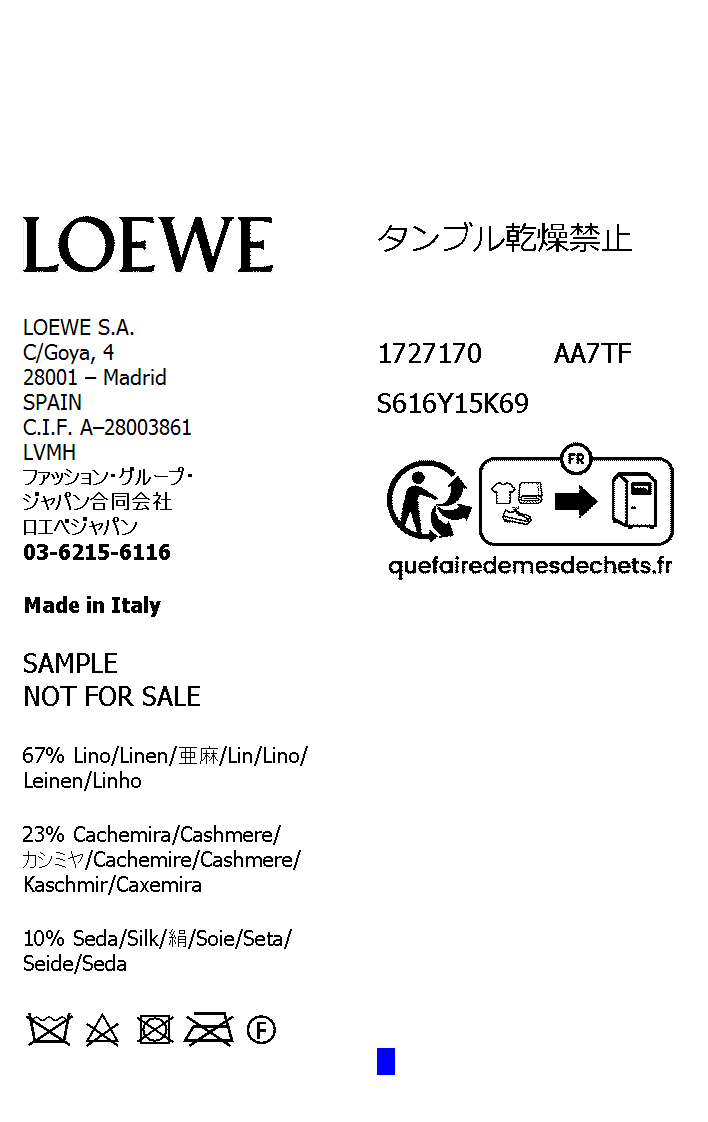 LOEWE
LOEWE S.A.
C/Goya, 4
28001 – Madrid
SPAIN
C.I.F. A–28003861
LVMH
ファッション・グループ・
ジャパン合同会社
ロエベジャパン
03-6215-6116
Made in Italy
SAMPLE
NOT FOR SALE
67% Lino/Linen/亜麻/Lin/Lino/
Leinen/Linho
23% Cachemira/Cashmere/
カシミヤ/Cachemire/Cashmere/
Kaschmir/Caxemira
10% Seda/Silk/絹/Soie/Seta/
Seide/Seda
F
タンブル乾燥禁止
1727170 AA7TF
S616Y15K69
FR
quefairedemesdechets.fr